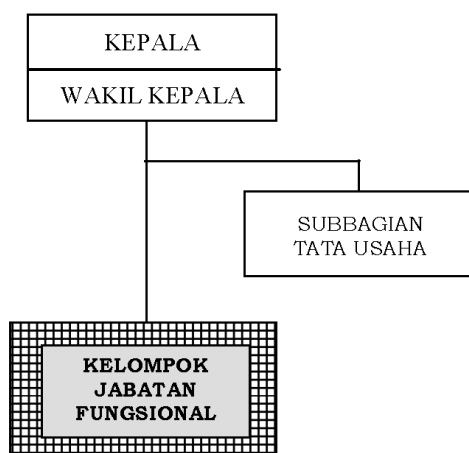 KEPALA
WAKIL KEPALA
SUBBAGIAN
TATA USAHA
KELOMPOK
JABATAN
FUNGSIONAL